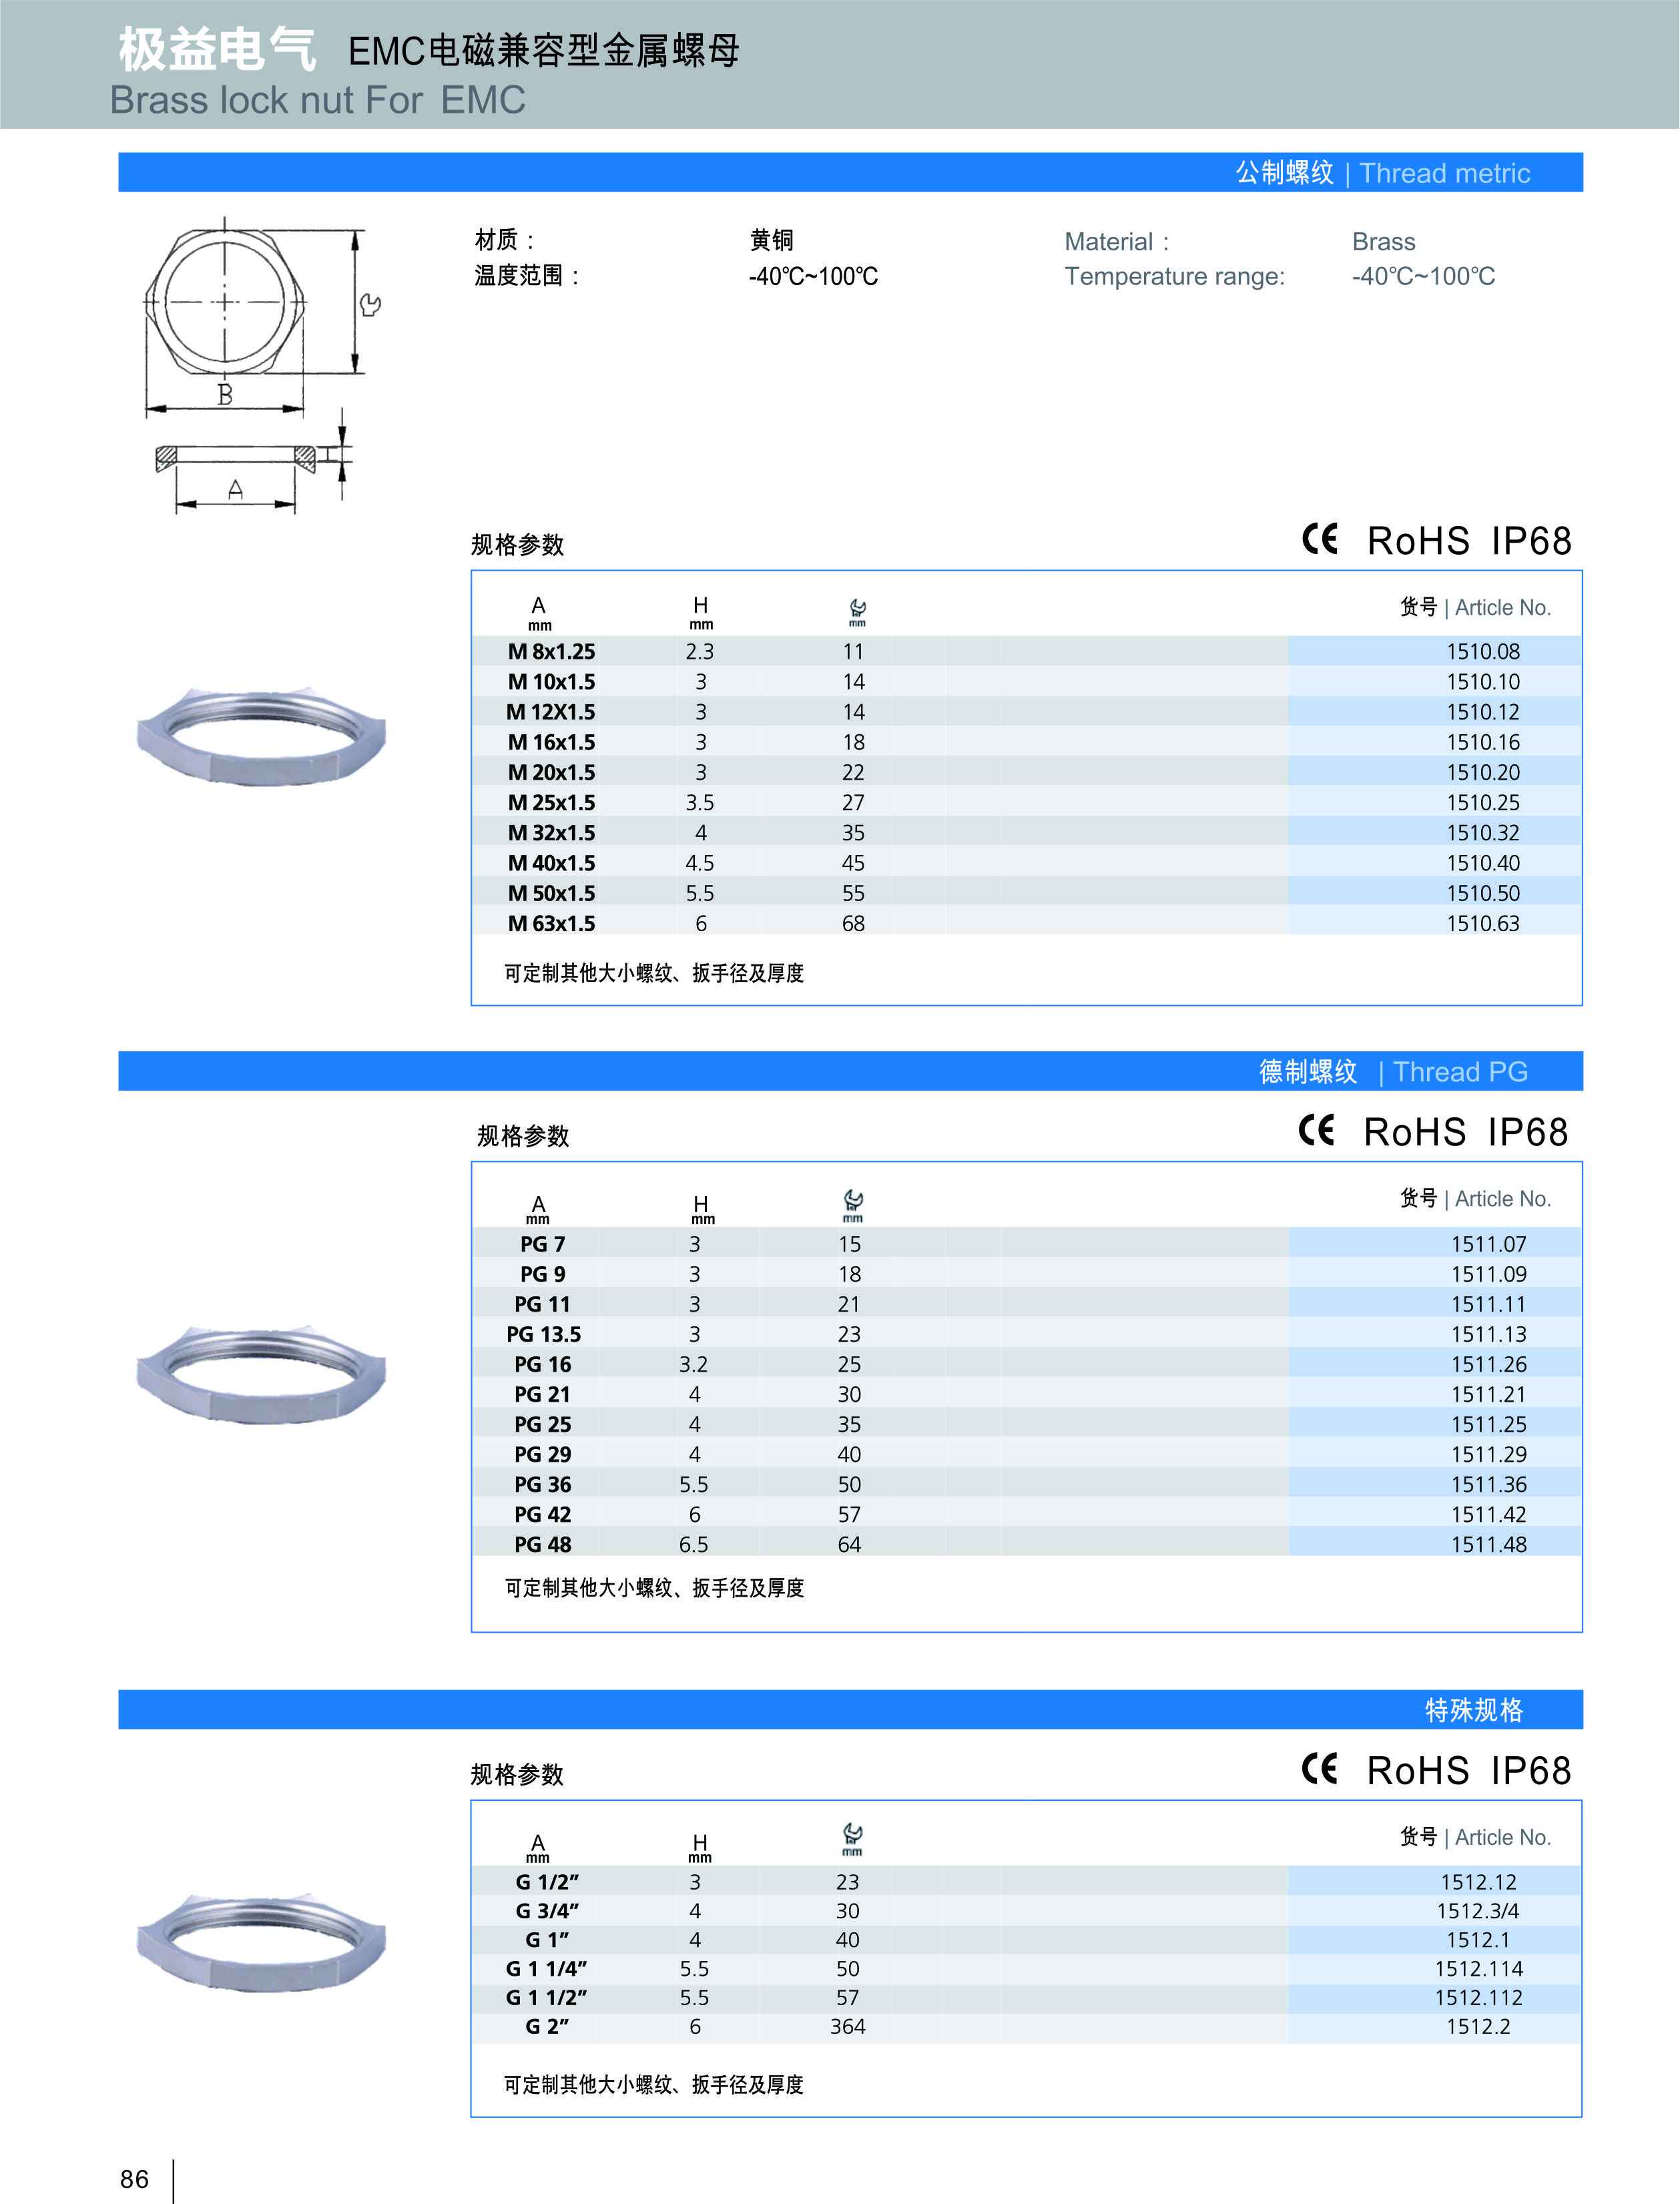 极益电气 EMC电磁兼容型金属螺母
Brass lock nut For EMC
公制螺纹 | Thread metric
材质： 黄铜 Material： Brass
温度范围： -40℃~100℃ Temperature range: -40℃~100℃
B
H
A
规格参数 CE RoHS IP68
A H 货号 | Article No.
mm mm mm
M 8x1.25 2.3 11 1510.08
M 10x1.5 3 14 1510.10
M 12X1.5 3 14 1510.12
M 16x1.5 3 18 1510.16
M 20x1.5 3 22 1510.20
M 25x1.5 3.5 27 1510.25
M 32x1.5 4 35 1510.32
M 40x1.5 4.5 45 1510.40
M 50x1.5 5.5 55 1510.50
M 63x1.5 6 68 1510.63
可定制其他大小螺纹、扳手径及厚度
德制螺纹 | Thread PG
规格参数 CE RoHS IP68
A H 货号 | Article No.
mm mm mm
PG 7 3 15 1511.07
PG 9 3 18 1511.09
PG 11 3 21 1511.11
PG 13.5 3 23 1511.13
PG 16 3.2 25 1511.26
PG 21 4 30 1511.21
PG 25 4 35 1511.25
PG 29 4 40 1511.29
PG 36 5.5 50 1511.36
PG 42 6 57 1511.42
PG 48 6.5 64 1511.48
可定制其他大小螺纹、扳手径及厚度
特殊规格
规格参数 CE RoHS IP68
A H 货号 | Article No.
mm mm mm
G 1/2” 3 23 1512.12
G 3/4” 4 30 1512.3/4
G 1” 4 40 1512.1
G 1 1/4” 5.5 50 1512.114
G 1 1/2” 5.5 57 1512.112
G 2” 6 364 1512.2
可定制其他大小螺纹、扳手径及厚度
86